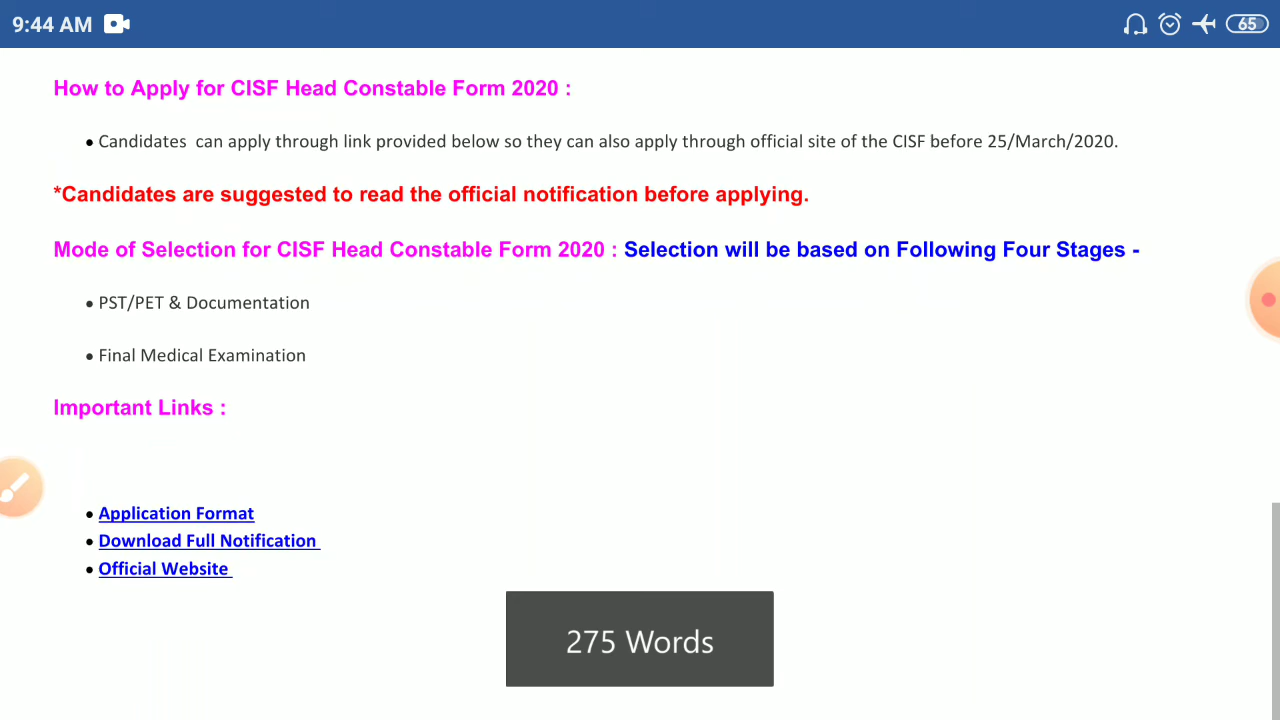 9:44 AM
65
How to Apply for CISF Head Constable Form 2020 :
• Candidates  can apply through link provided below so they can also apply through official site of the CISF before 25/March/2020.
*Candidates are suggested to read the official notification before applying.
Mode of Selection for CISF Head Constable Form 2020 : Selection will be based on Following Four Stages -
• PST/PET & Documentation
• Final Medical Examination
Important Links :
• Application Format
• Download Full Notification
• Official Website
275 Words